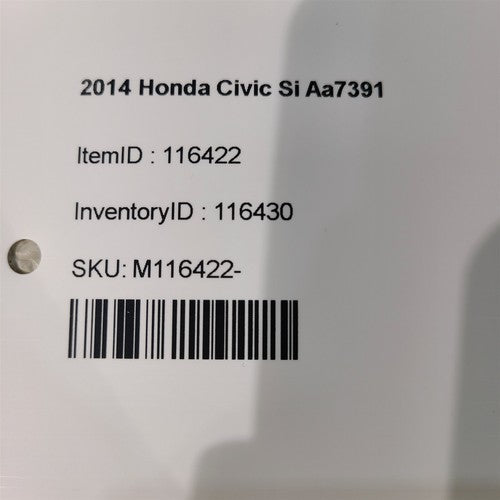 2014 Honda Civic Si Aa7391
ItemID : 116422
InventoryID : 116430
SKU: M116422-